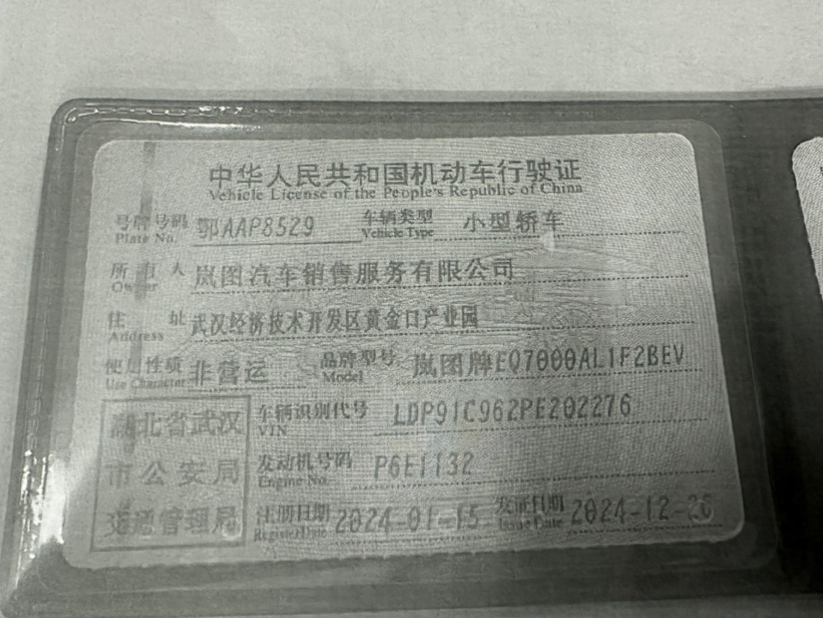 中华人民共和国机动车行驶证
Vehicle License of the People's Republic of China
号牌号码 鄂AAP8529 车辆类型 小型轿车
Plate No. Vehicle Type
所有人 岚图汽车销售服务有限公司
Owner
住址 武汉经济技术开发区黄金口产业园
Address
使用性质 非营运 品牌型号 岚图牌EQ7000AL1F2BEV
Use Character Model
湖北省武汉
市公安局
交通管理局
车辆识别代号 LDP91C962PE202276
VIN
发动机号码 P6E1132
Engine No.
注册日期 2024-01-15 发证日期 2024-12-26
Register Date Issue Date